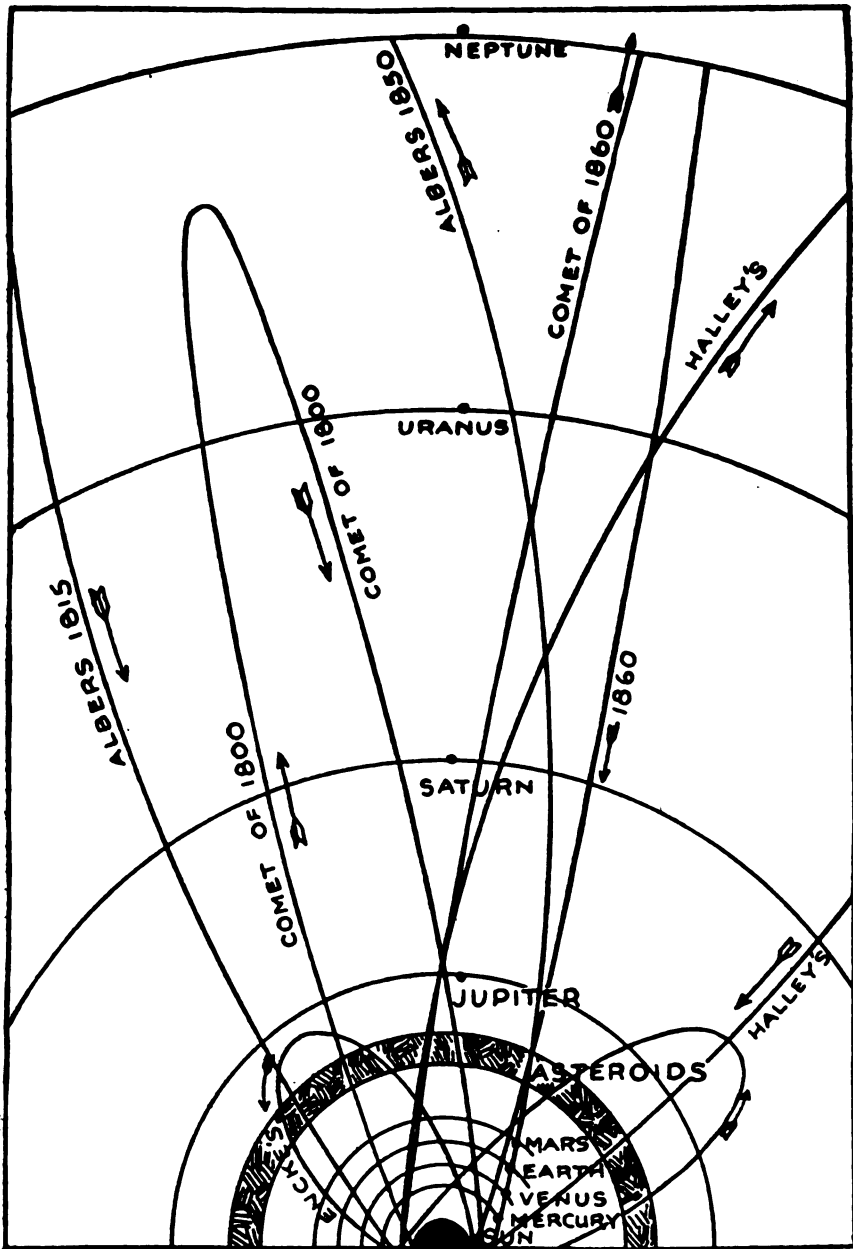 NEPTUNE
ALBERS 1850
COMET OF 1860
HALLEY'S
URANUS
COMET OF 1800
ALBERS 1815
1860
COMET OF 1800
SATURN
HALLEY'S
JUPITER
ASTEROIDS
ENCK'S
MARS
EARTH
VENUS
MERCURY
SUN